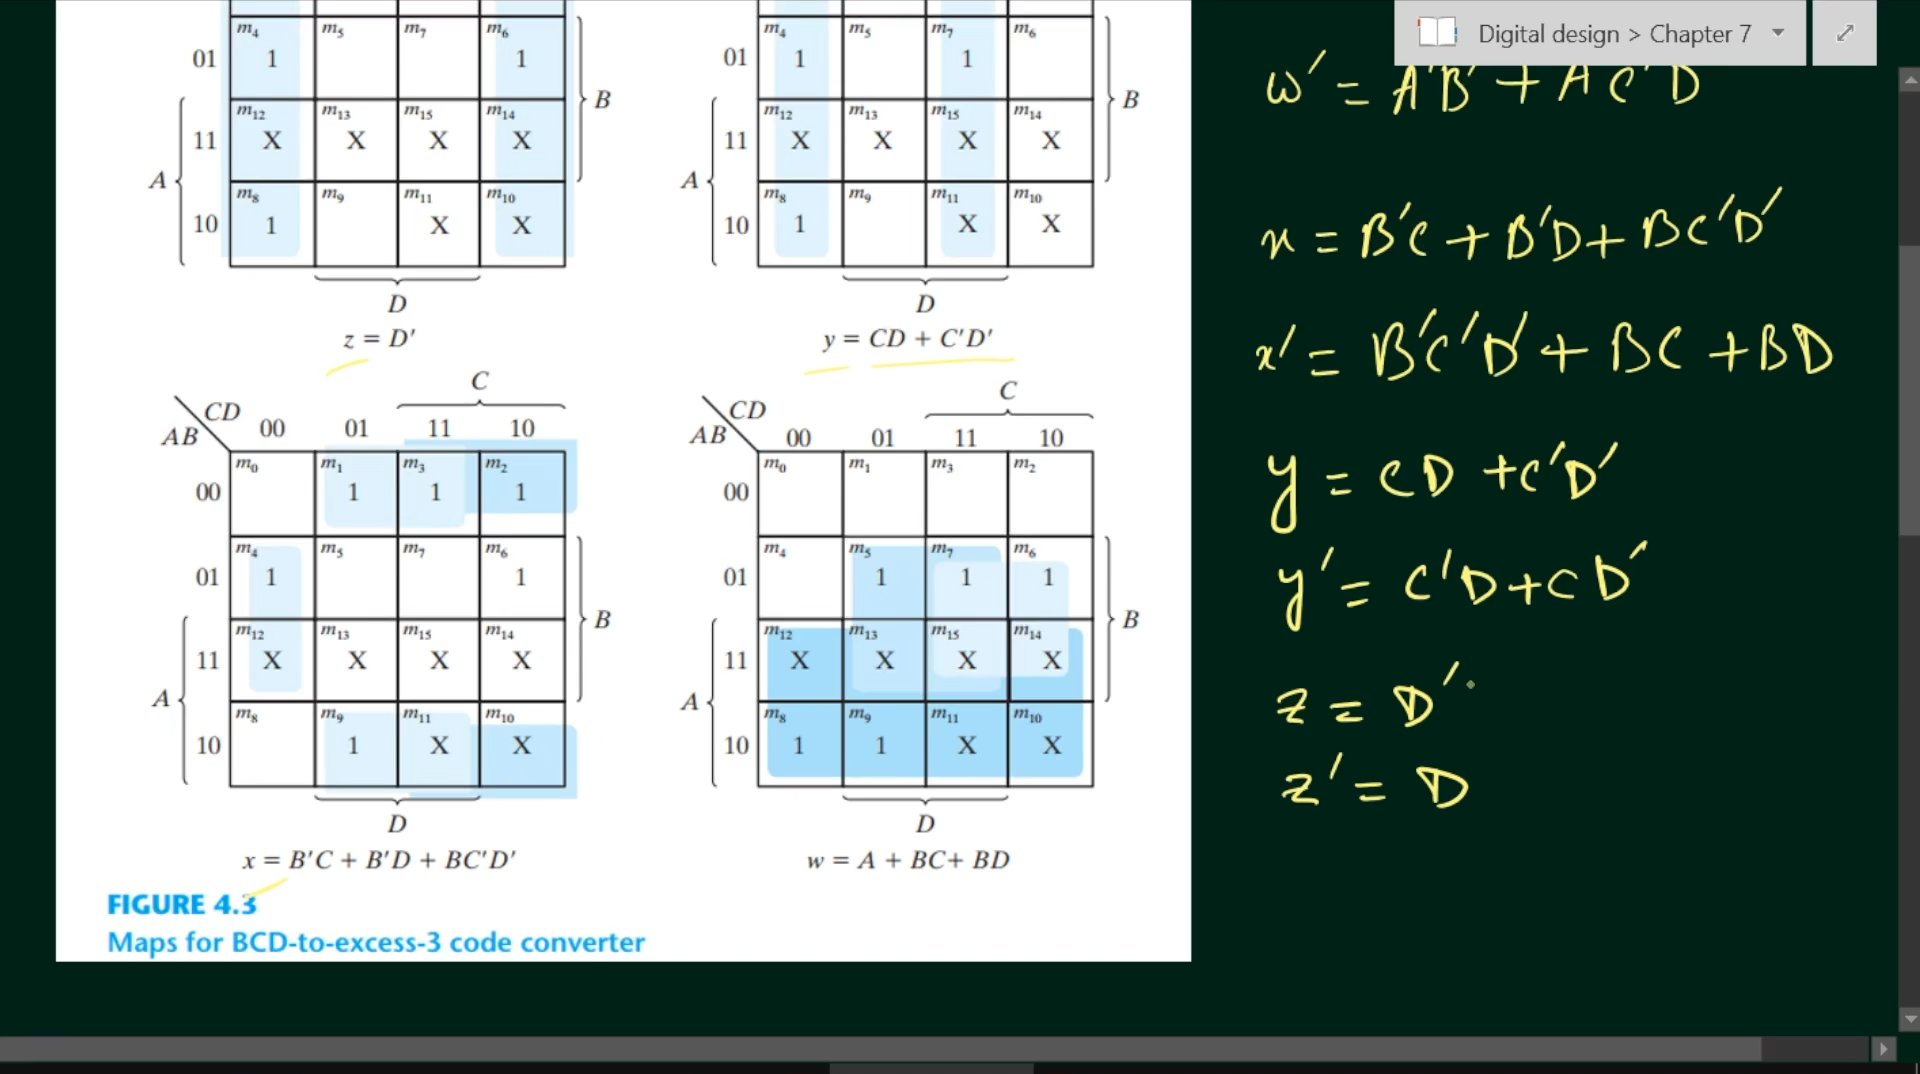 Digital design > Chapter 7
m4 m5 m7 m6
01 1 1
B
m12 m13 m15 m14
11 X X X X
A
m8 m9 m11 m10
10 1 X X
D
z = D'
m4 m5 m7 m6
01 1 1
B
m12 m13 m15 m14
11 X X X X
A
m8 m9 m11 m10
10 1 X X
D
y = CD + C'D'
C
CD
AB 00 01 11 10
m0 m1 m3 m2
00 1 1 1
m4 m5 m7 m6
01 1 1
B
m12 m13 m15 m14
11 X X X X
A
m8 m9 m11 m10
10 1 X X
D
x = B'C + B'D + BC'D'
C
CD
AB 00 01 11 10
m0 m1 m3 m2
00
m4 m5 m7 m6
01 1 1 1
B
m12 m13 m15 m14
11 X X X X
A
m8 m9 m11 m10
10 1 1 X X
D
w = A + BC+ BD
FIGURE 4.3
Maps for BCD-to-excess-3 code converter
w' = A'B' + A'C'D'
x = B'C + B'D + BC'D'
x' = B'C'D' + BC + BD
y = CD + C'D'
y' = C'D + CD'
z = D'
z' = D